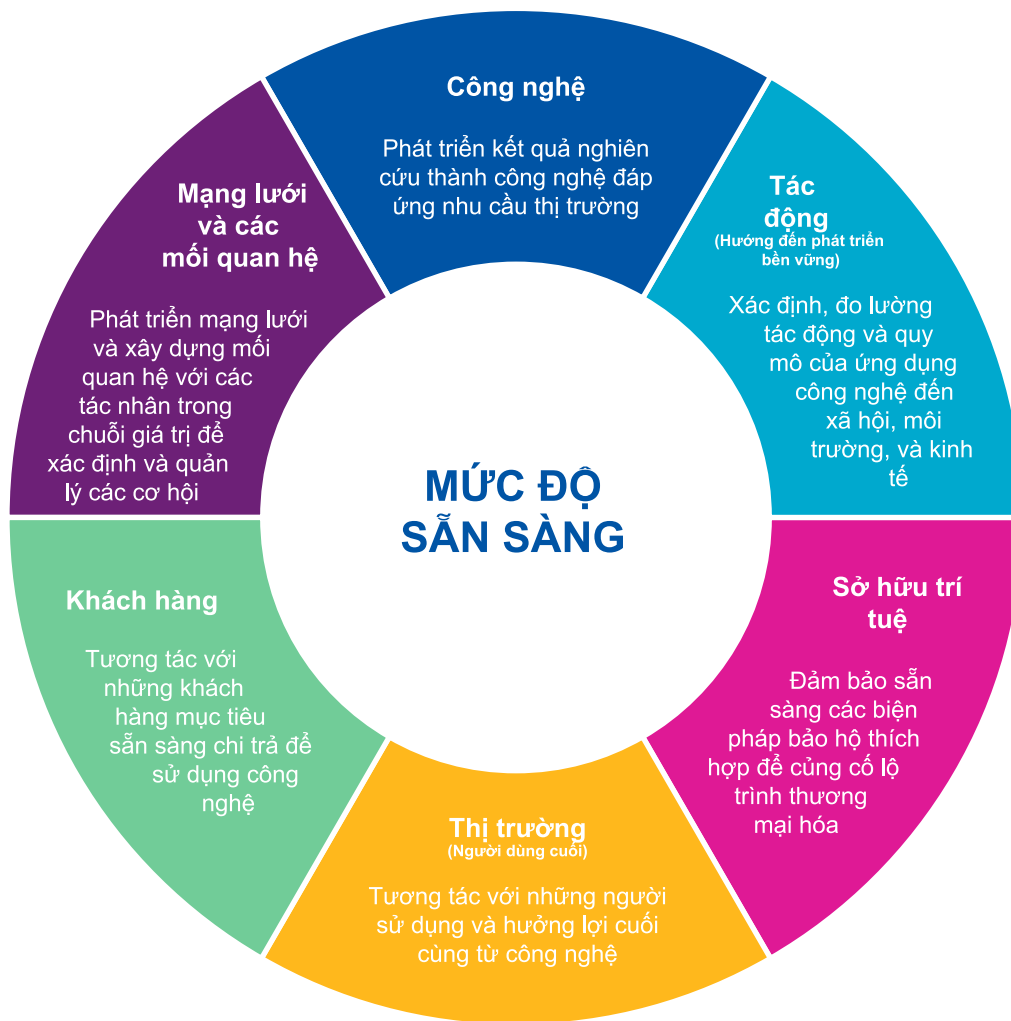 Công nghệ
Phát triển kết quả nghiên
cứu thành công nghệ đáp
ứng nhu cầu thị trường
Tác
động
(Hướng đến phát triển
bền vững)
Xác định, đo lường
tác động và quy
mô của ứng dụng
công nghệ đến
xã hội, môi
trường, và kinh
tế
Sở hữu trí
tuệ
Đảm bảo sẵn
sàng các biện
pháp bảo hộ thích
hợp để củng cố lộ
trình thương
mại hóa
Thị trường
(Người dùng cuối)
Tương tác với những người
sử dụng và hưởng lợi cuối
cùng từ công nghệ
Khách hàng
Tương tác với
những khách
hàng mục tiêu
sẵn sàng chi trả để
sử dụng công
nghệ
Mạng lưới
và các
mối quan hệ
Phát triển mạng lưới
và xây dựng mối
quan hệ với các
tác nhân trong
chuỗi giá trị để
xác định và quản
lý các cơ hội
MỨC ĐỘ
SẴN SÀNG